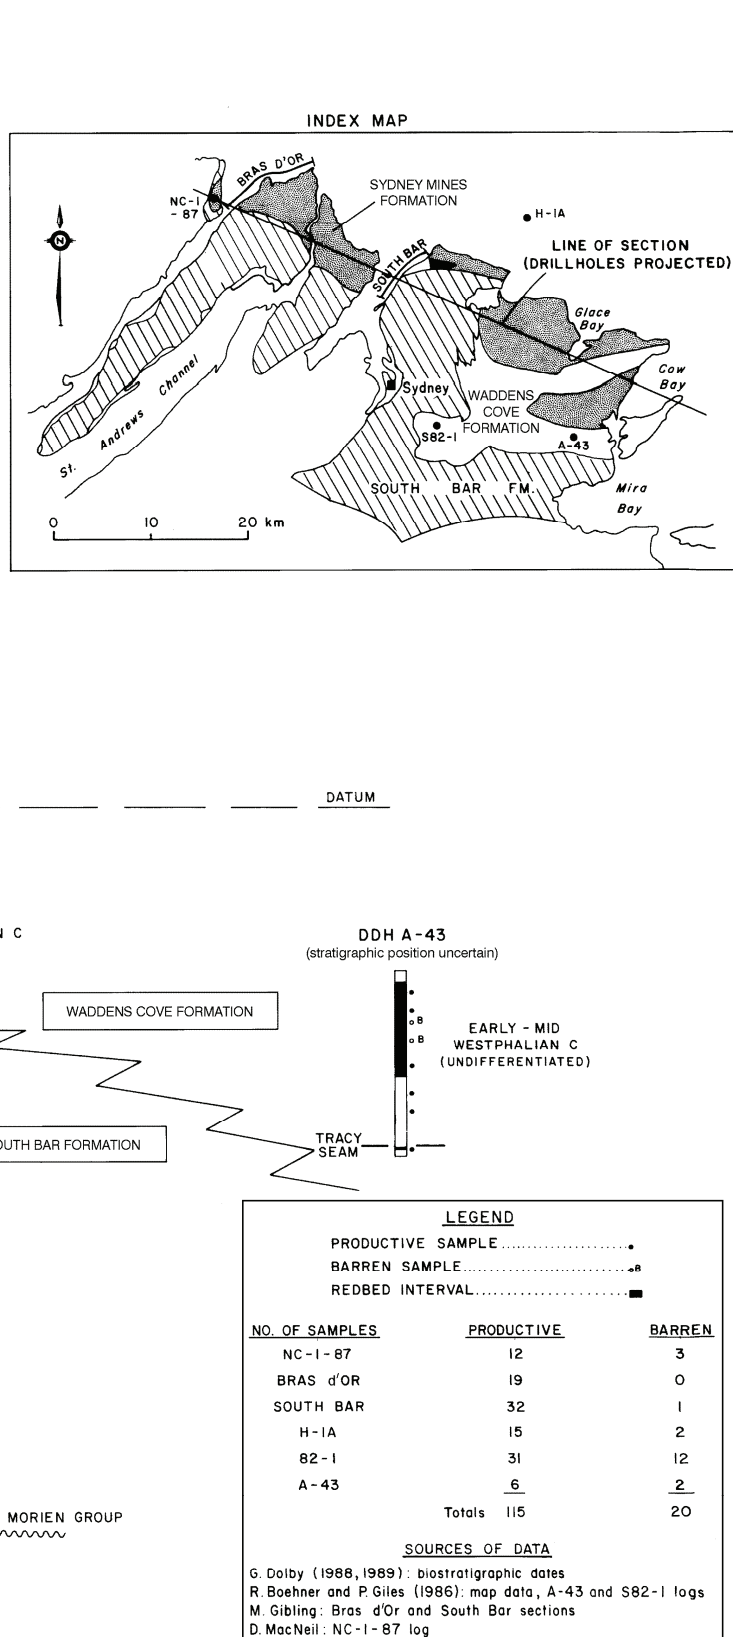 INDEX MAP
BRAS D'OR
NC-1
-87
SYDNEY MINES
FORMATION
H-1A
SOUTH BAR
LINE OF SECTION
(DRILLHOLES PROJECTED)
N
Glace
Bay
Cow
Bay
St. Andrews Channel
Sydney
WADDENS
COVE
FORMATION
S82-1
A-43
SOUTH BAR FM.
Mira
Bay
0 10 20 km
DATUM
N C
DDH A-43
(stratigraphic position uncertain)
WADDENS COVE FORMATION
B
B
EARLY - MID
WESTPHALIAN C
(UNDIFFERENTIATED)
OUTH BAR FORMATION
TRACY
SEAM
LEGEND
PRODUCTIVE SAMPLE
BARREN SAMPLE B
REDBED INTERVAL
NO. OF SAMPLES PRODUCTIVE BARREN
NC-1-87 12 3
BRAS d'OR 19 0
SOUTH BAR 32 1
H-1A 15 2
82-1 31 12
A-43 6 2
Totals 115 20
MORIEN GROUP
SOURCES OF DATA
G. Dolby (1988, 1989): biostratigraphic dates
R. Boehner and P. Giles (1986): map data, A-43 and S82-1 logs
M. Gibling: Bras d'Or and South Bar sections
D. MacNeil: NC-1-87 log